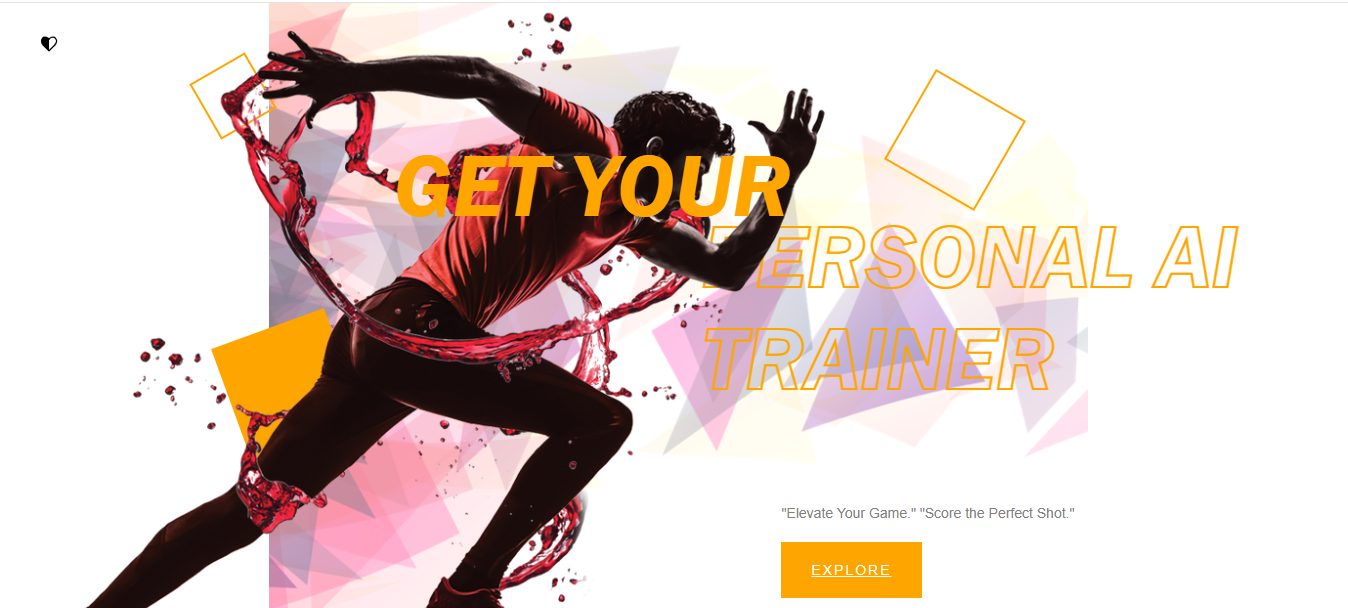 GET YOUR
PERSONAL AI
TRAINER
"Elevate Your Game." "Score the Perfect Shot."
EXPLORE